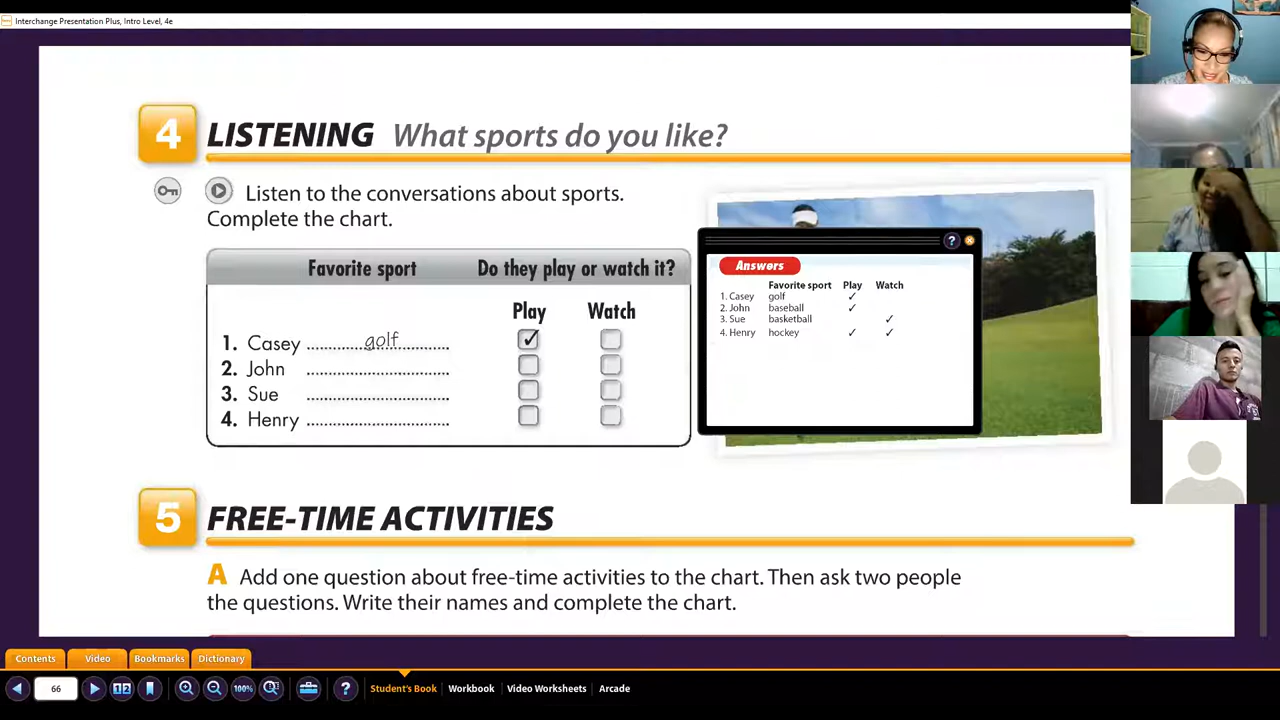 Interchange Presentation Plus, Intro Level, 4e
4 LISTENING What sports do you like?
Listen to the conversations about sports.
Complete the chart.
Favorite sport Do they play or watch it?
Play Watch
1. Casey golf ✓
2. John
3. Sue
4. Henry
?
Answers
Favorite sport Play Watch
1. Casey golf ✓
2. John baseball ✓
3. Sue basketball ✓
4. Henry hockey ✓ ✓
5 FREE-TIME ACTIVITIES
A Add one question about free-time activities to the chart. Then ask two people
the questions. Write their names and complete the chart.
Contents Video Bookmarks Dictionary
66 12 100% ? Student's Book Workbook Video Worksheets Arcade